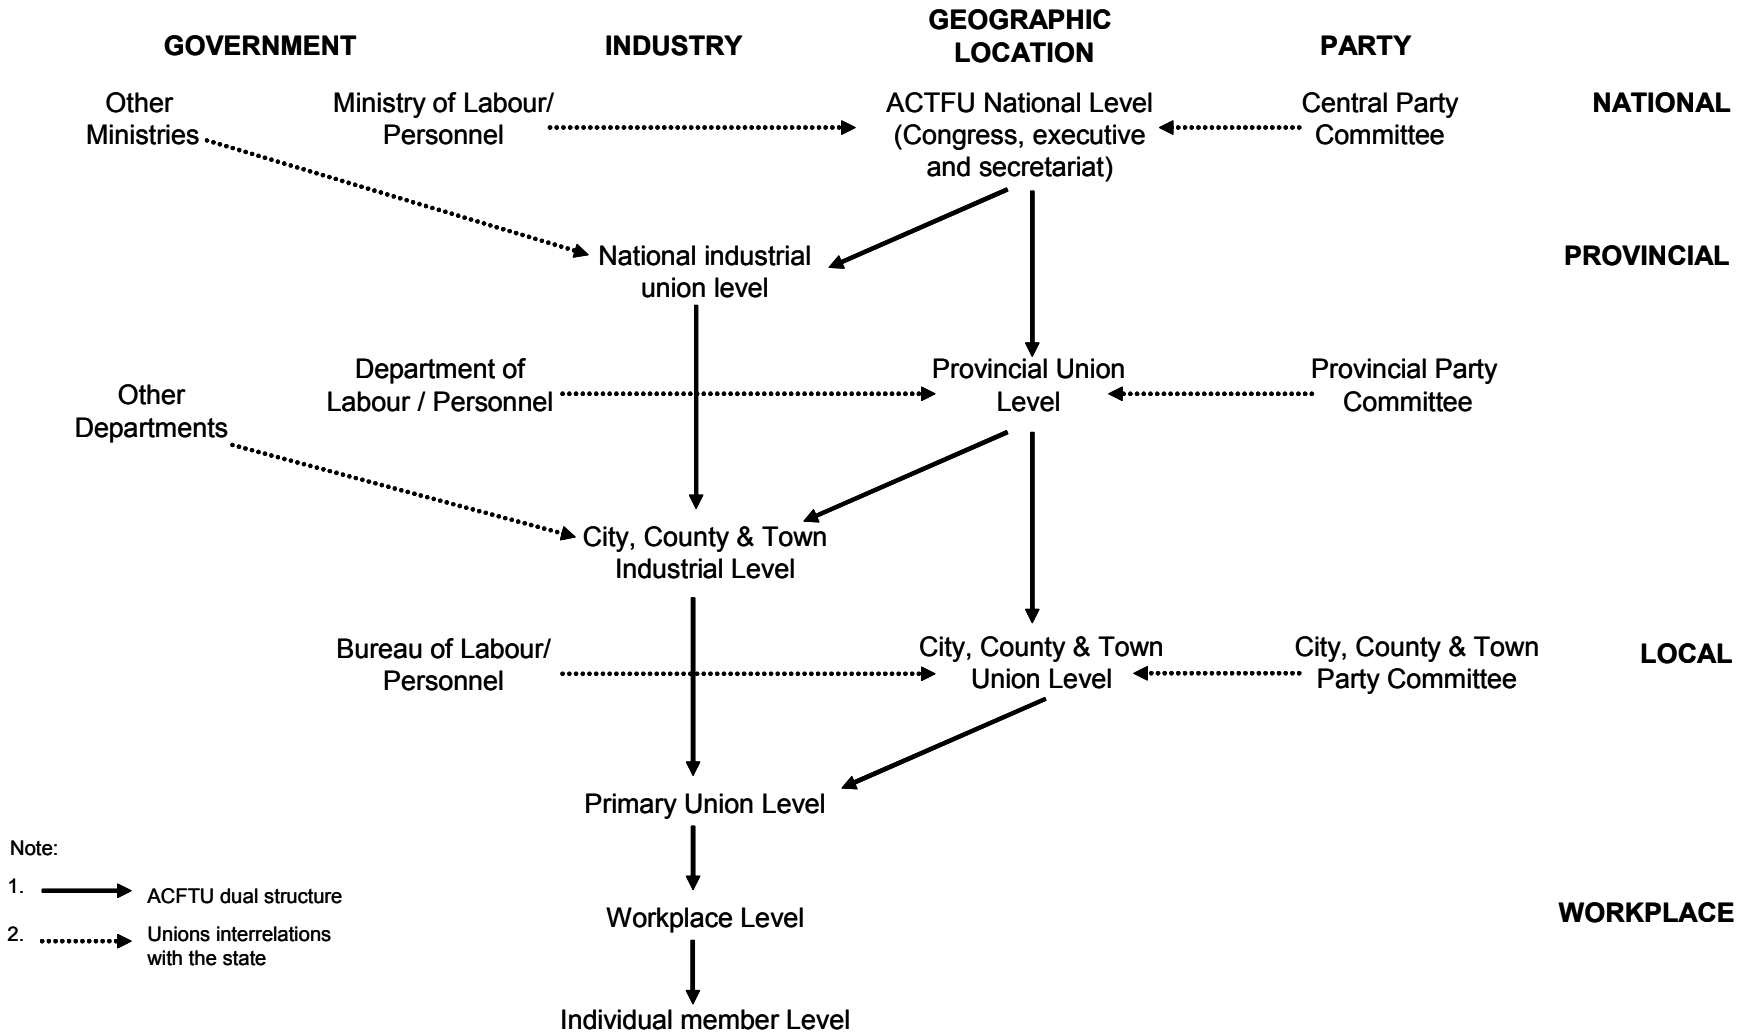 GOVERNMENT
INDUSTRY
GEOGRAPHIC
LOCATION
PARTY
Other
Ministries
Ministry of Labour/
Personnel
ACTFU National Level
(Congress, executive
and secretariat)
Central Party
Committee
NATIONAL
National industrial
union level
PROVINCIAL
Other
Departments
Department of
Labour / Personnel
Provincial Union
Level
Provincial Party
Committee
City, County & Town
Industrial Level
Bureau of Labour/
Personnel
City, County & Town
Union Level
City, County & Town
Party Committee
LOCAL
Primary Union Level
Note:
1.
ACFTU dual structure
2.
Unions interrelations
with the state
Workplace Level
WORKPLACE
Individual member Level